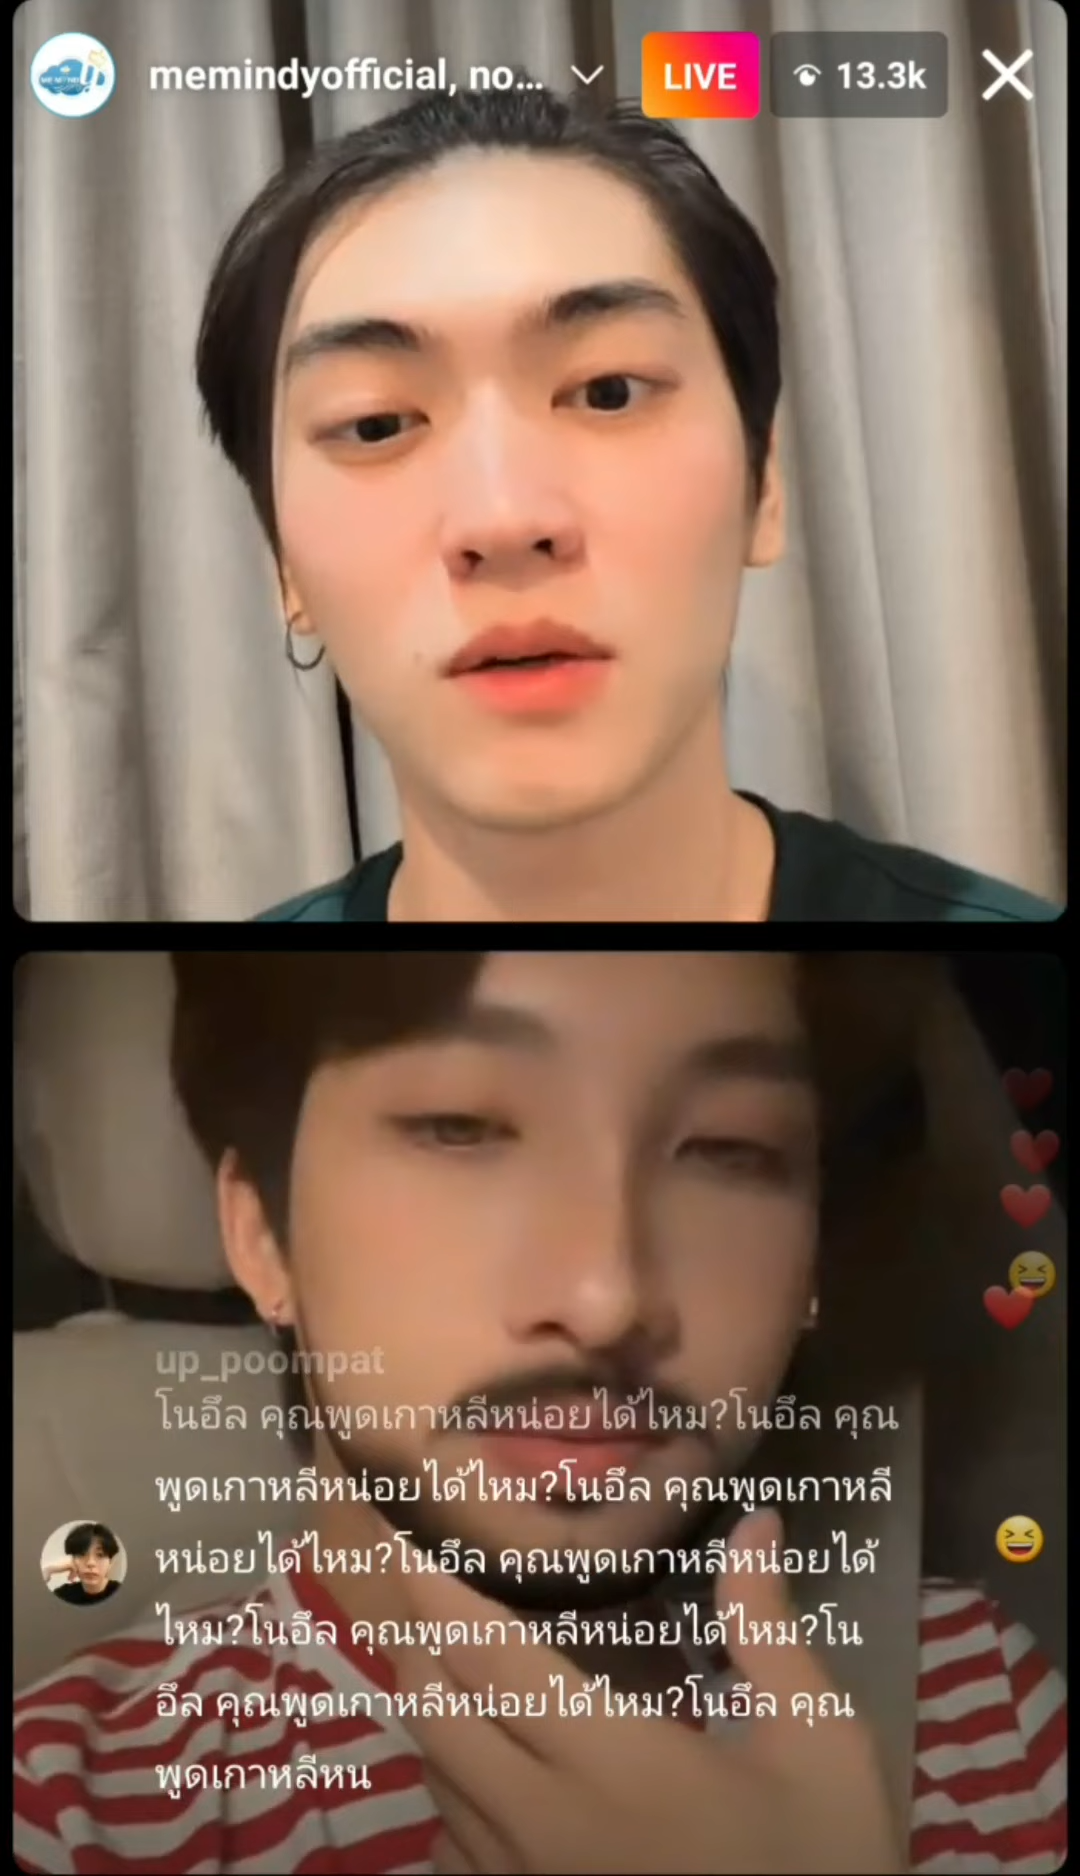 memindyofficial, no...
LIVE
13.3k
up_poompat
โนอึล คุณพูดเกาหลีหน่อยได้ไหม?โนอึล คุณ
พูดเกาหลีหน่อยได้ไหม?โนอึล คุณพูดเกาหลี
หน่อยได้ไหม?โนอึล คุณพูดเกาหลีหน่อยได้
ไหม?โนอึล คุณพูดเกาหลีหน่อยได้ไหม?โน
อึล คุณพูดเกาหลีหน่อยได้ไหม?โนอึล คุณ
พูดเกาหลีหน